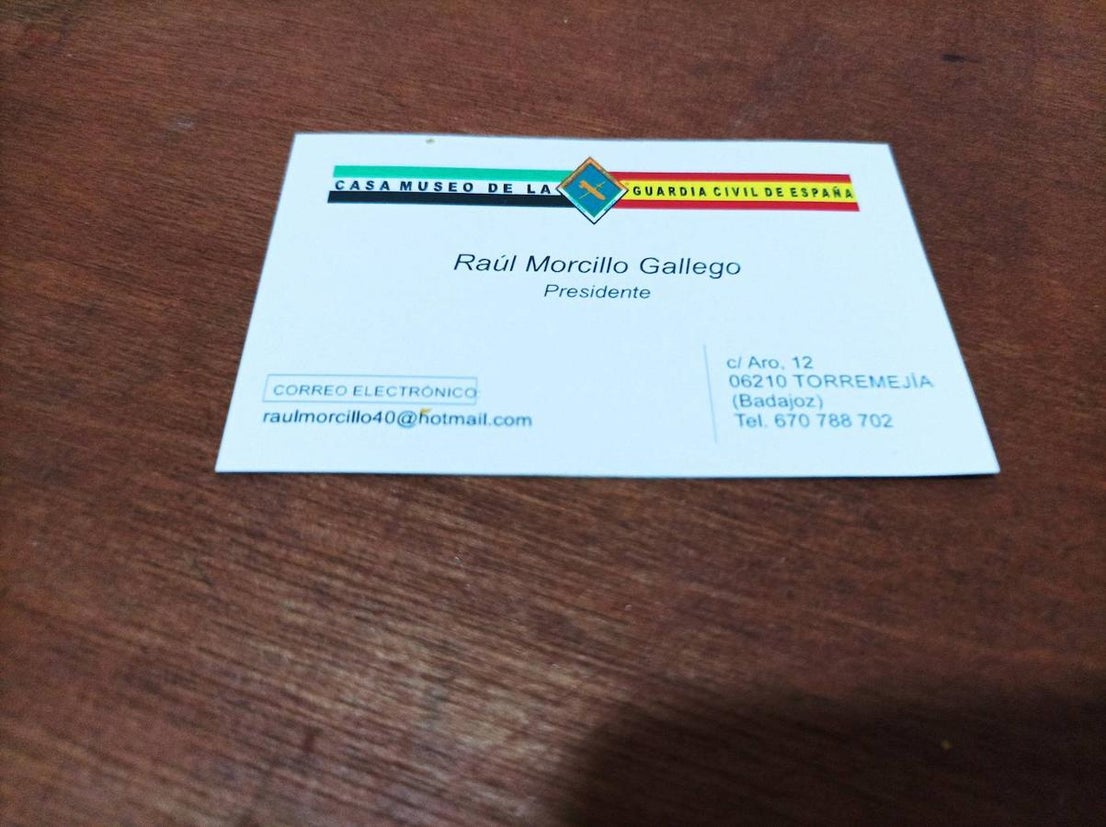 CASA MUSEO DE LA GUARDIA CIVIL DE ESPAÑA
Raúl Morcillo Gallego
Presidente
CORREO ELECTRÓNICO
raulmorcillo40@hotmail.com
c/ Aro, 12
06210 TORREMEJÍA
(Badajoz)
Tel. 670 788 702